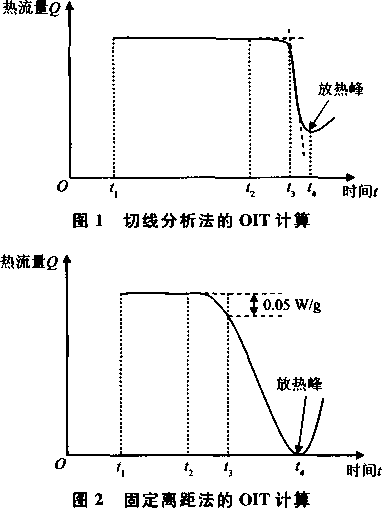 热流量Q
放热峰
O t₁ t₂ t₃ t₄ 时间t
图 1 切线分析法的 OIT 计算
热流量Q
0.05 W/g
放热峰
O t₁ t₂ t₃ t₄ 时间t
图 2 固定离距法的 OIT 计算